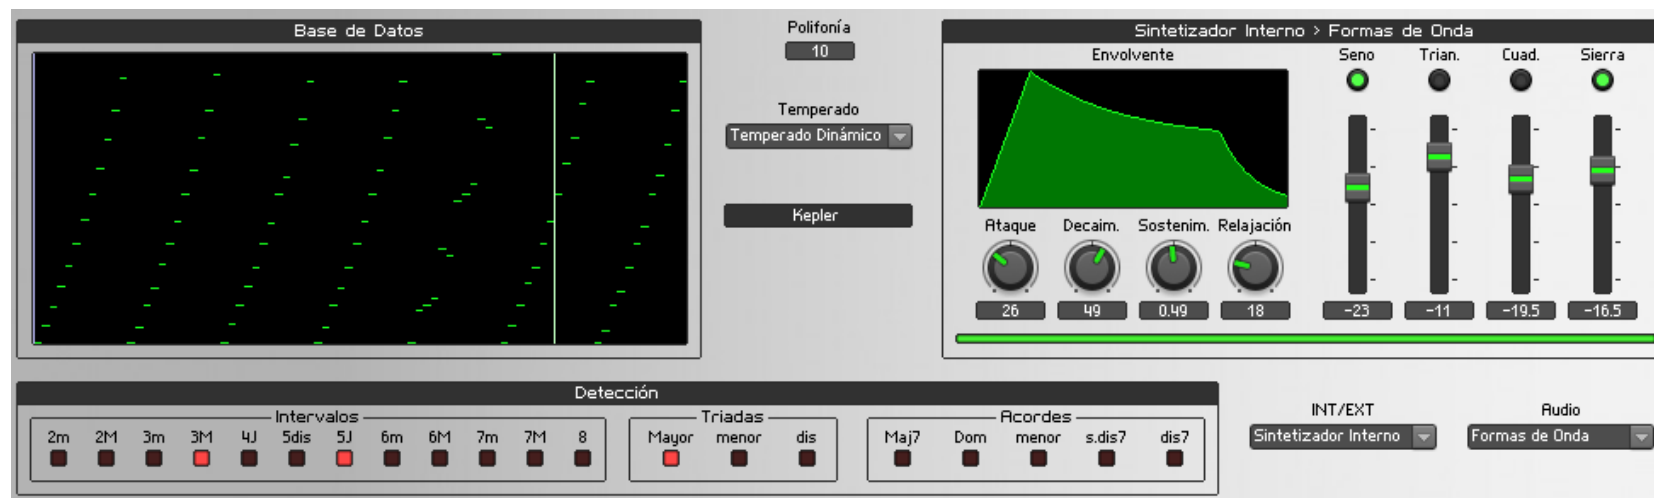 Base de Datos
Polifonía
10
Temperado
Temperado Dinámico
Kepler
Sintetizador Interno > Formas de Onda
Envolvente
Seno Trian. Cuad. Sierra
Ataque Decaim. Sostenim. Relajación
26 49 0.49 18
-23 -11 -19.5 -16.5
Detección
Intervalos
2m 2M 3m 3M 4J 5dis 5J 6m 6M 7m 7M 8
Triadas
Mayor menor dis
Acordes
Maj7 Dom menor s.dis7 dis7
INT/EXT
Sintetizador Interno
Audio
Formas de Onda